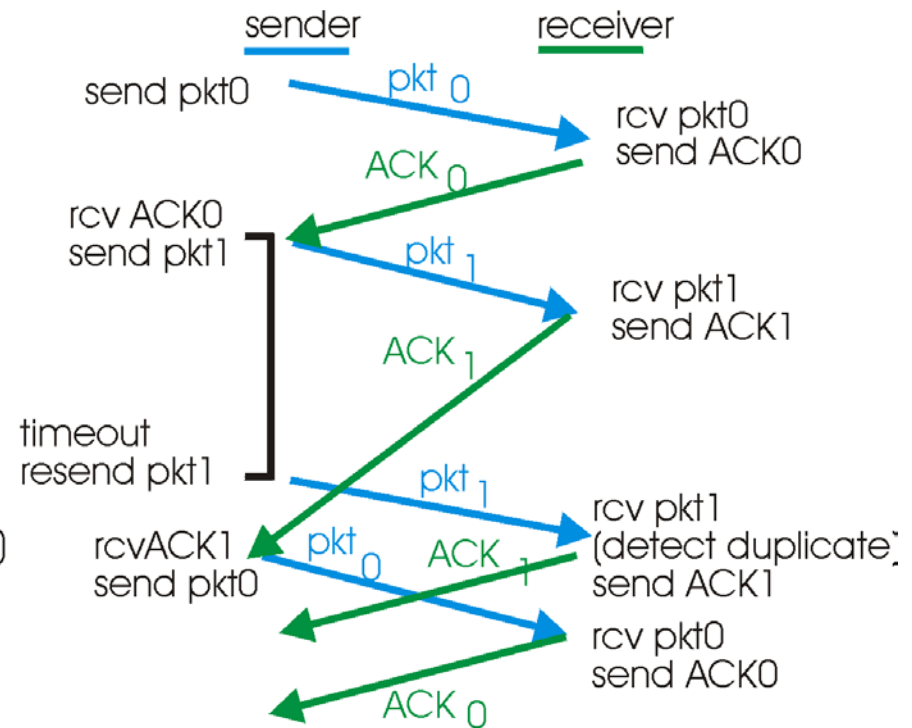 sender
receiver
send pkt0
pkt 0
rcv pkt0
send ACK0
ACK 0
rcv ACK0
send pkt1
pkt 1
rcv pkt1
send ACK1
ACK 1
timeout
resend pkt1
pkt 1
rcv pkt1
(detect duplicate)
send ACK1
rcvACK1
send pkt0
pkt 0
ACK 1
rcv pkt0
send ACK0
ACK 0